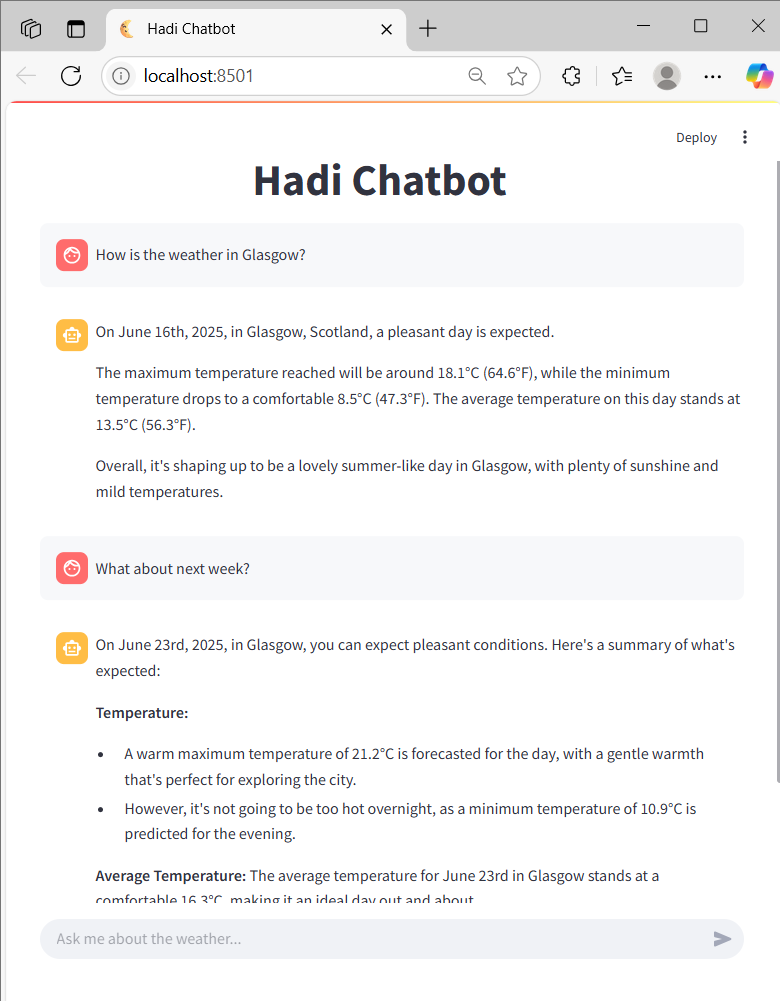 Hadi Chatbot
localhost:8501
Deploy
Hadi Chatbot
How is the weather in Glasgow?
On June 16th, 2025, in Glasgow, Scotland, a pleasant day is expected.
The maximum temperature reached will be around 18.1°C (64.6°F), while the minimum
temperature drops to a comfortable 8.5°C (47.3°F). The average temperature on this day stands at
13.5°C (56.3°F).
Overall, it's shaping up to be a lovely summer-like day in Glasgow, with plenty of sunshine and
mild temperatures.
What about next week?
On June 23rd, 2025, in Glasgow, you can expect pleasant conditions. Here's a summary of what's
expected:
Temperature:
• A warm maximum temperature of 21.2°C is forecasted for the day, with a gentle warmth
that's perfect for exploring the city.
• However, it's not going to be too hot overnight, as a minimum temperature of 10.9°C is
predicted for the evening.
Average Temperature: The average temperature for June 23rd in Glasgow stands at a
comfortable 16.3°C, making it an ideal day out and about.
Ask me about the weather...